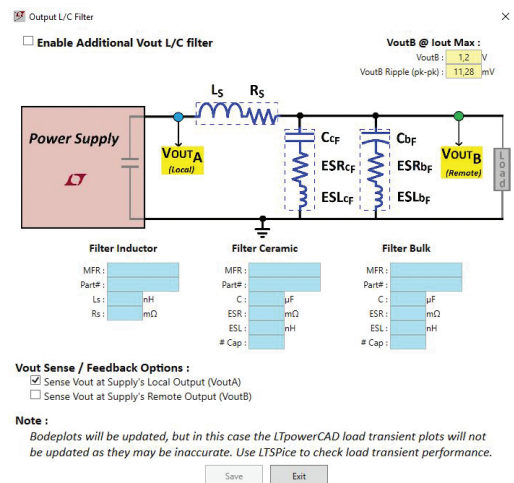 Output L/C Filter
Enable Additional Vout L/C filter
VoutB @ Iout Max :
VoutB : 1,2 V
VoutB Ripple (pk-pk) : 11,28 mV
LS RS
Power Supply
VOUTA
(Local)
CCF
ESRCF
ESLCF
CbF
ESRbF
ESLbF
VOUTB
(Remote)
Load
Filter Inductor Filter Ceramic Filter Bulk
MFR : MFR : MFR :
Part# : Part# : Part# :
Ls : nH C : µF C : µF
Rs : mΩ ESR : mΩ ESR : mΩ
ESL : nH ESL : nH
# Cap : # Cap :
Vout Sense / Feedback Options :
Sense Vout at Supply's Local Output (VoutA)
Sense Vout at Supply's Remote Output (VoutB)
Note :
Bodeplots will be updated, but in this case the LTpowerCAD load transient plots will not
be updated as they may be inaccurate. Use LTSPice to check load transient performance.
Save Exit